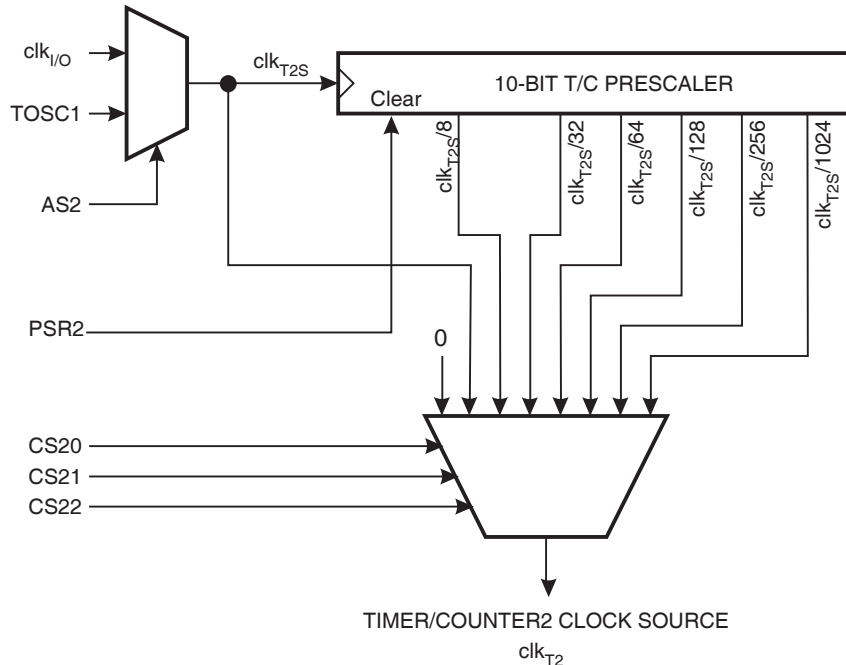 clkI/O
clkT2S
10-BIT T/C PRESCALER
TOSC1
Clear
clkT2S/8
clkT2S/32
clkT2S/64
clkT2S/128
clkT2S/256
clkT2S/1024
AS2
PSR2
0
CS20
CS21
CS22
TIMER/COUNTER2 CLOCK SOURCE
clkT2